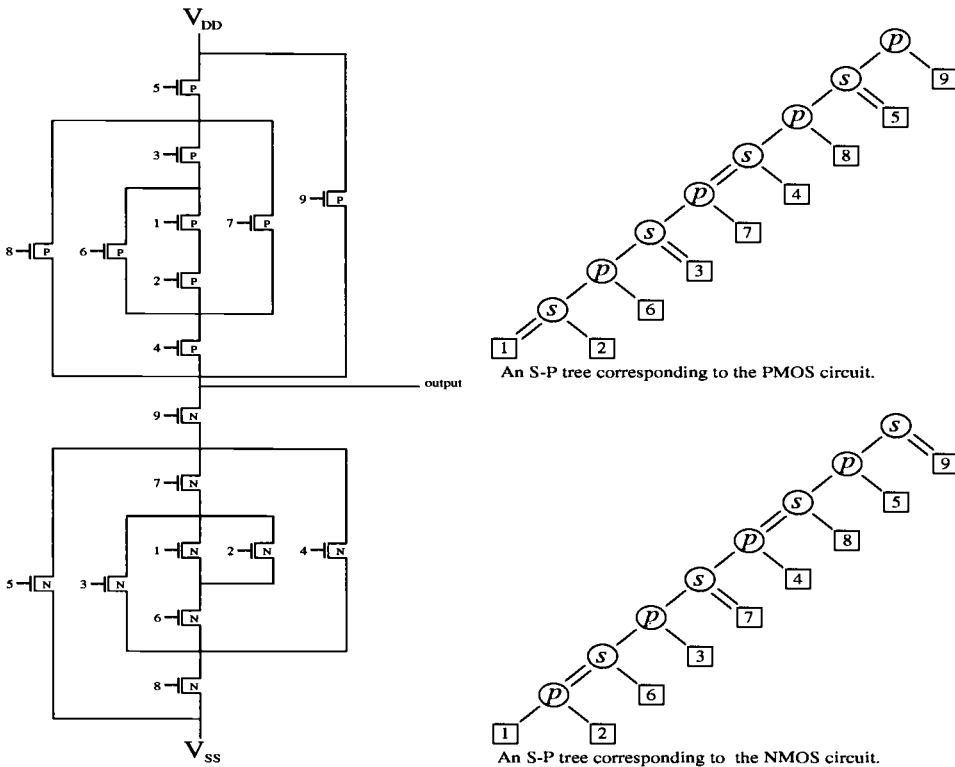 V_DD
5 P
3 P
1 P
7 P
9 P
8 P
6 P
2 P
4 P
output
9 N
7 N
1 N
2 N
4 N
5 N
3 N
6 N
8 N
V_SS
p
s 9
p 5
s 8
p 4
s 7
p 3
s 6
1 2
An S-P tree corresponding to the PMOS circuit.
s
p 9
s 5
p 8
s 4
p 7
s 3
p 6
1 2
An S-P tree corresponding to the NMOS circuit.